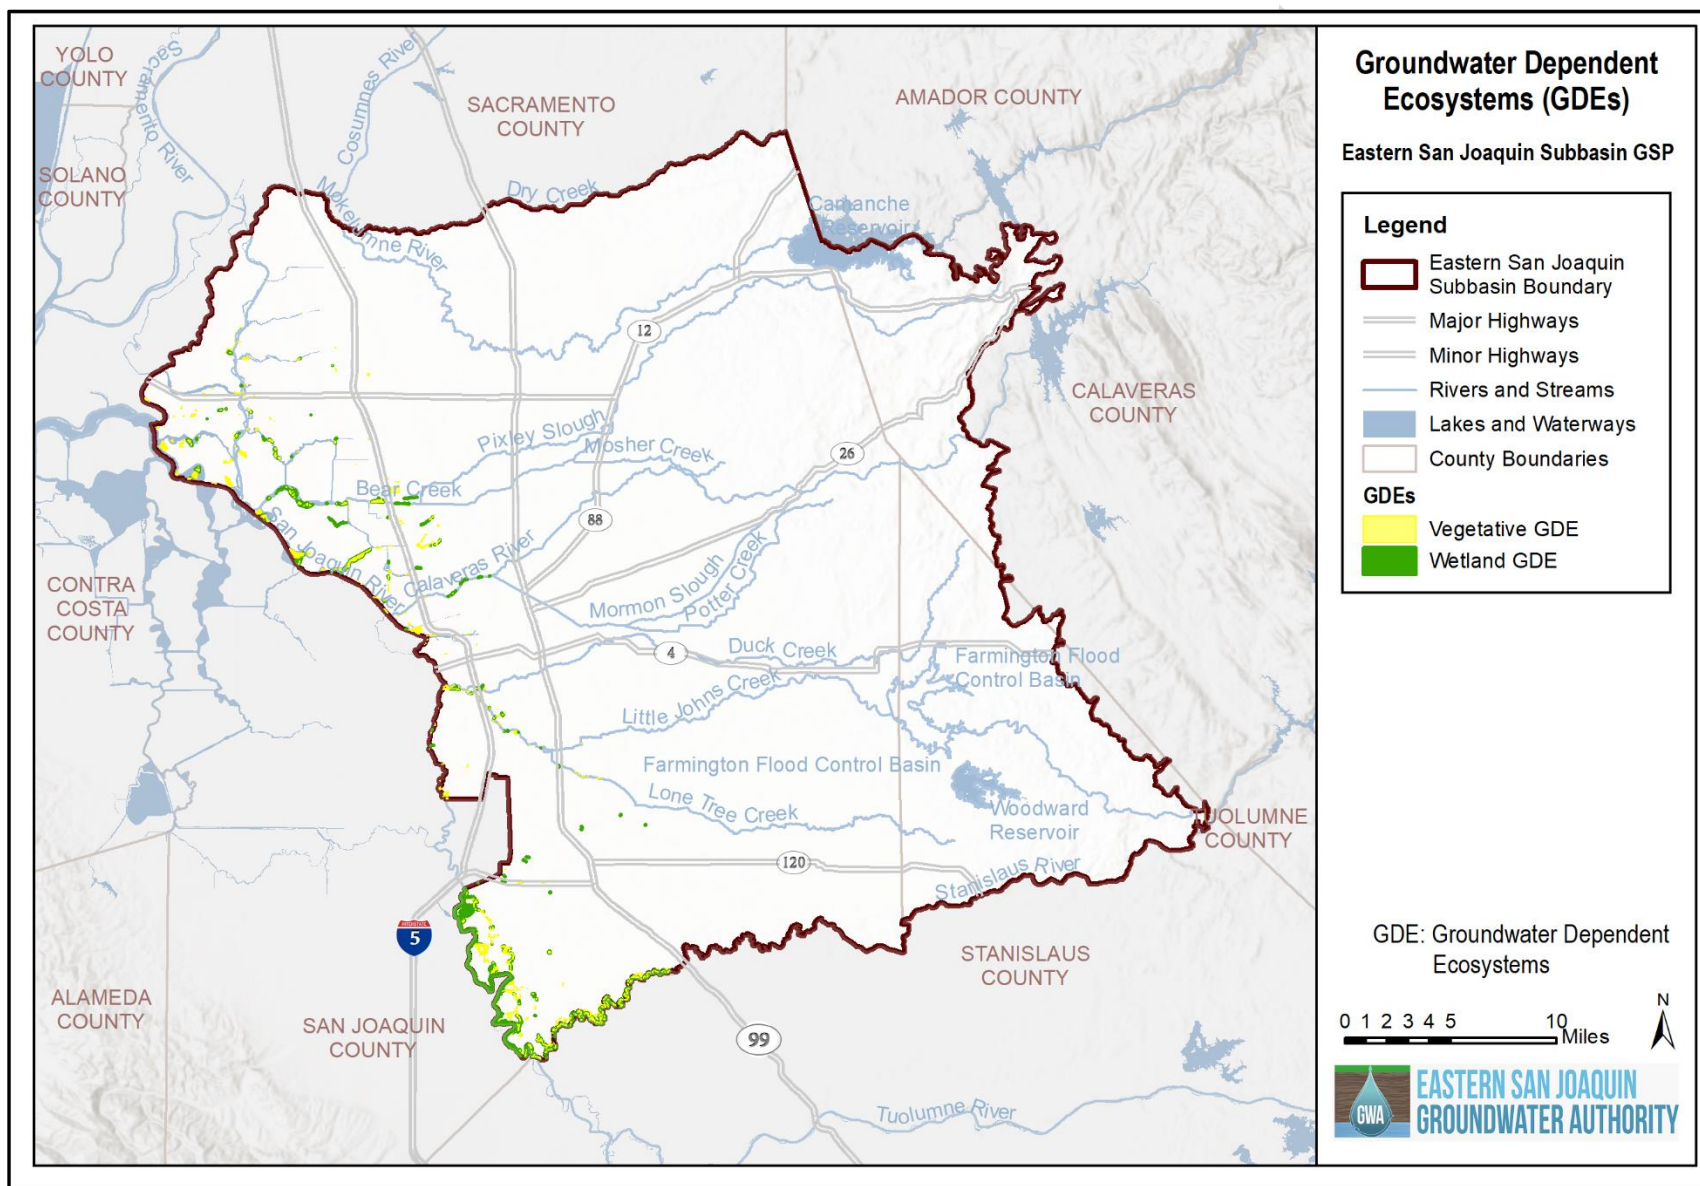 YOLO
COUNTY
Sacramento River
Cosumnes River
SACRAMENTO
COUNTY
AMADOR COUNTY
SOLANO
COUNTY
Mokelumne River
Dry Creek
Camanche
Reservoir
12
CALAVERAS
COUNTY
Pixley Slough
Mosher Creek
26
Bear Creek
88
San Joaquin River
Calaveras River
CONTRA
COSTA
COUNTY
Mormon Slough
Potter Creek
4
Duck Creek
Farmington Flood
Control Basin
Little Johns Creek
Farmington Flood Control Basin
Lone Tree Creek
Woodward
Reservoir
TUOLUMNE
COUNTY
120
Stanislaus River
INTERSTATE
5
STANISLAUS
COUNTY
ALAMEDA
COUNTY
SAN JOAQUIN
COUNTY
99
Tuolumne River
Groundwater Dependent
Ecosystems (GDEs)
Eastern San Joaquin Subbasin GSP
Legend
Eastern San Joaquin
Subbasin Boundary
Major Highways
Minor Highways
Rivers and Streams
Lakes and Waterways
County Boundaries
GDEs
Vegetative GDE
Wetland GDE
GDE: Groundwater Dependent
Ecosystems
N
0 1 2 3 4 5 10
Miles
GWA
EASTERN SAN JOAQUIN
GROUNDWATER AUTHORITY